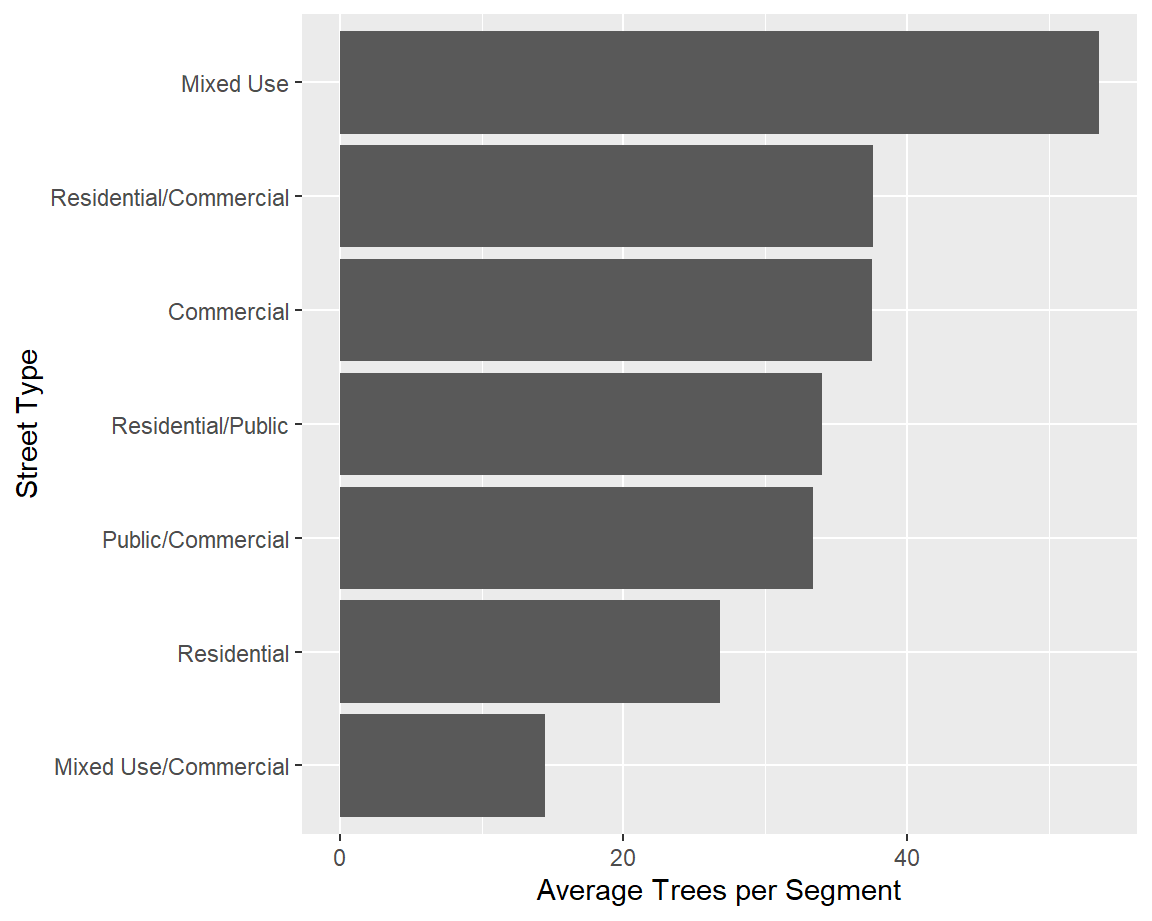 Mixed Use
Residential/Commercial
Commercial
Residential/Public
Public/Commercial
Residential
Mixed Use/Commercial
Street Type
0
20
40
Average Trees per Segment